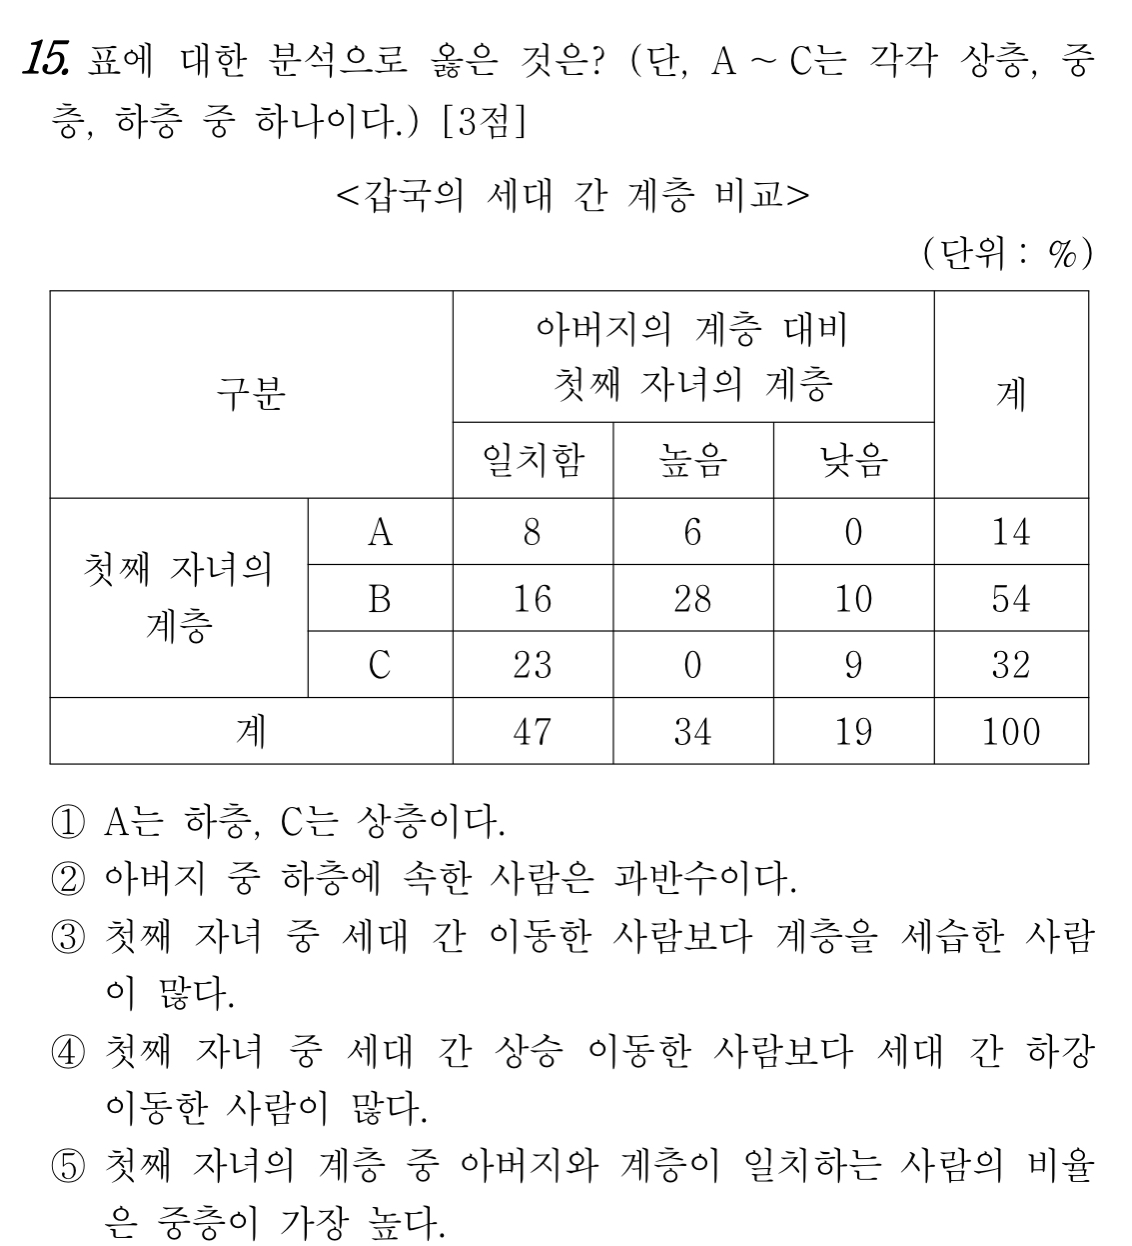 15. 표에 대한 분석으로 옳은 것은? (단, A ~ C는 각각 상층, 중
층, 하층 중 하나이다.) [3점]
<갑국의 세대 간 계층 비교>
(단위 : %)
구분
아버지의 계층 대비
첫째 자녀의 계층
계
일치함 높음 낮음
첫째 자녀의
계층
A 8 6 0 14
B 16 28 10 54
C 23 0 9 32
계 47 34 19 100
① A는 하층, C는 상층이다.
② 아버지 중 하층에 속한 사람은 과반수이다.
③ 첫째 자녀 중 세대 간 이동한 사람보다 계층을 세습한 사람
이 많다.
④ 첫째 자녀 중 세대 간 상승 이동한 사람보다 세대 간 하강
이동한 사람이 많다.
⑤ 첫째 자녀의 계층 중 아버지와 계층이 일치하는 사람의 비율
은 중층이 가장 높다.